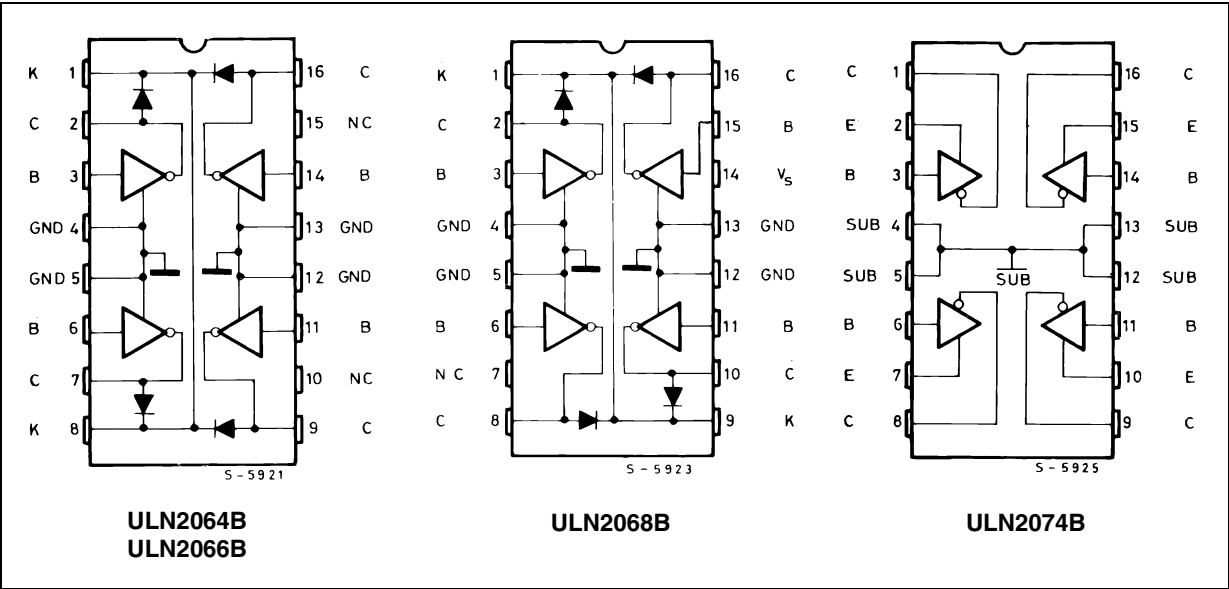 K 1 16 C
C 2 15 NC
B 3 14 B
GND 4 13 GND
GND 5 12 GND
B 6 11 B
C 7 10 NC
K 8 9 C
S-5921
ULN2064B
ULN2066B
K 1 16 C
C 2 15 B
B 3 14 VS
GND 4 13 GND
GND 5 12 GND
B 6 11 B
NC 7 10 C
C 8 9 K
S-5923
ULN2068B
C 1 16 C
E 2 15 E
B 3 14 B
SUB 4 13 SUB
SUB 5 SUB 12 SUB
B 6 11 B
E 7 10 E
C 8 9 C
S-5925
ULN2074B